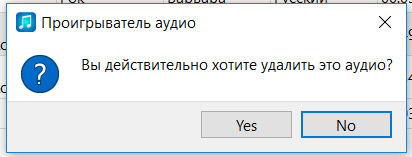 Проигрыватель аудио
Вы действительно хотите удалить это аудио?
Yes
No